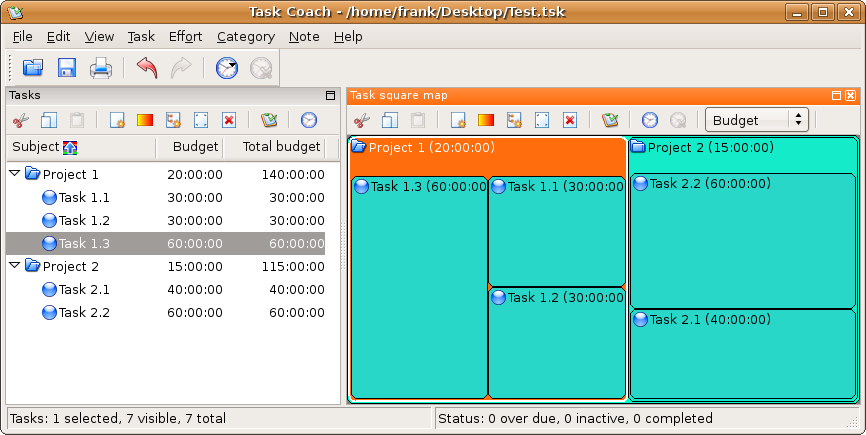 Task Coach - /home/frank/Desktop/Test.tsk
File Edit View Task Effort Category Note Help
Tasks
Subject Budget Total budget
Project 1 20:00:00 140:00:00
Task 1.1 30:00:00 30:00:00
Task 1.2 30:00:00 30:00:00
Task 1.3 60:00:00 60:00:00
Project 2 15:00:00 115:00:00
Task 2.1 40:00:00 40:00:00
Task 2.2 60:00:00 60:00:00
Task square map
Budget
Project 1 (20:00:00)
Task 1.3 (60:00:00
Task 1.1 (30:00:00
Task 1.2 (30:00:00
Project 2 (15:00:00)
Task 2.2 (60:00:00)
Task 2.1 (40:00:00)
Tasks: 1 selected, 7 visible, 7 total
Status: 0 over due, 0 inactive, 0 completed